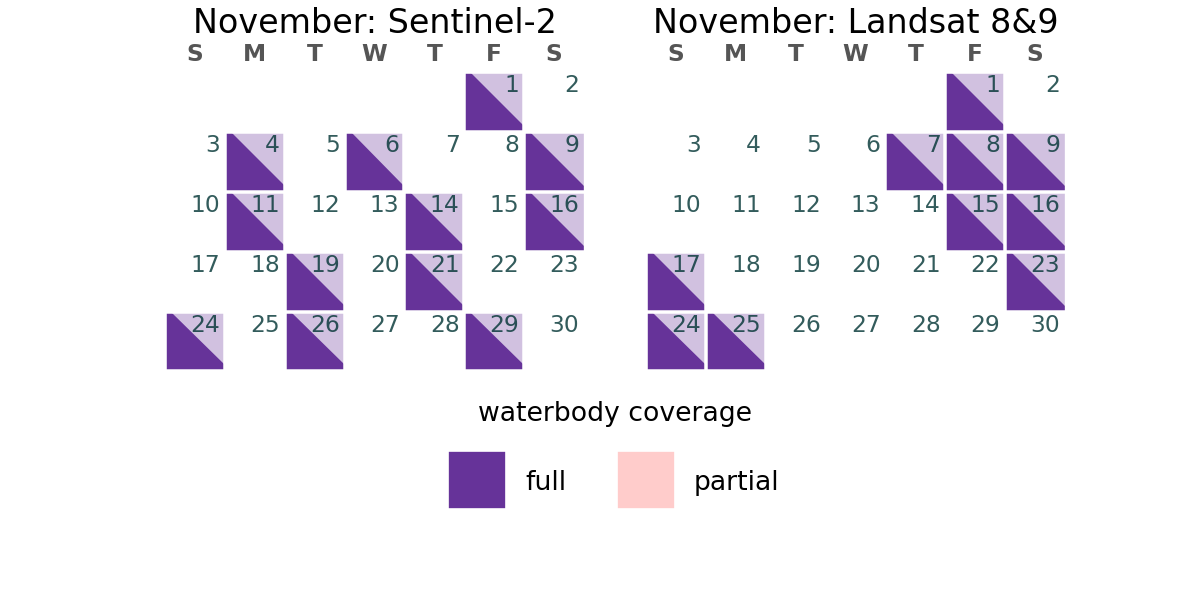 November: Sentinel-2
S M T W T F S
1 2
3 4 5 6 7 8 9
10 11 12 13 14 15 16
17 18 19 20 21 22 23
24 25 26 27 28 29 30
November: Landsat 8&9
S M T W T F S
1 2
3 4 5 6 7 8 9
10 11 12 13 14 15 16
17 18 19 20 21 22 23
24 25 26 27 28 29 30
waterbody coverage
full partial